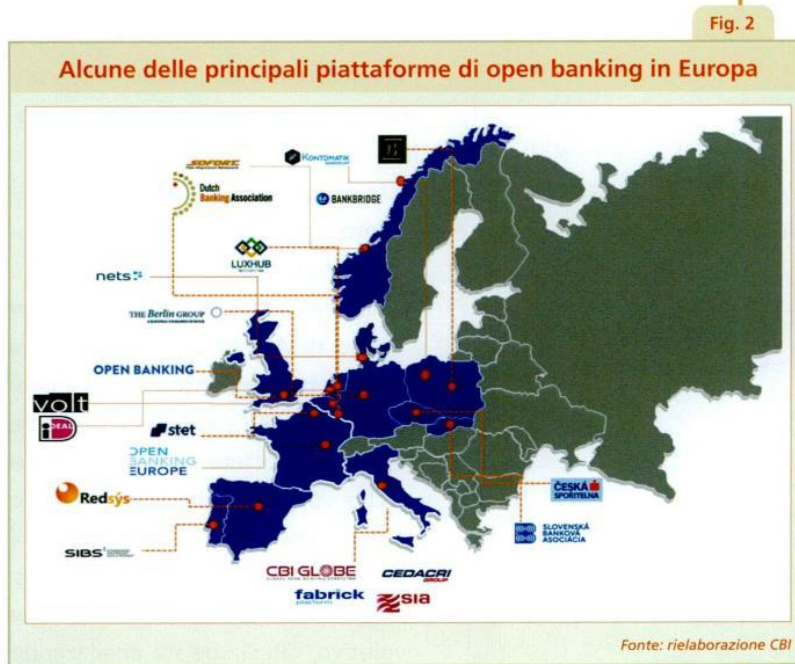 Fig. 2
Alcune delle principali piattaforme di open banking in Europa
SOFORT
KONTOMATIK
Dutch
Banking Association
BANKBRIDGE
LUXHUB
nets
THE Berlin GROUP
OPEN BANKING
volt
iDEAL
stet
OPEN
BANKING
EUROPE
Redsys
ČESKÁ
SPOŘITELNA
SLOVENSKÁ
BANKOVÁ
ASOCIÁCIA
SIBS
CBI GLOBE
CEDACRI
GROUP
fabrick
sia
Fonte: rielaborazione CBI